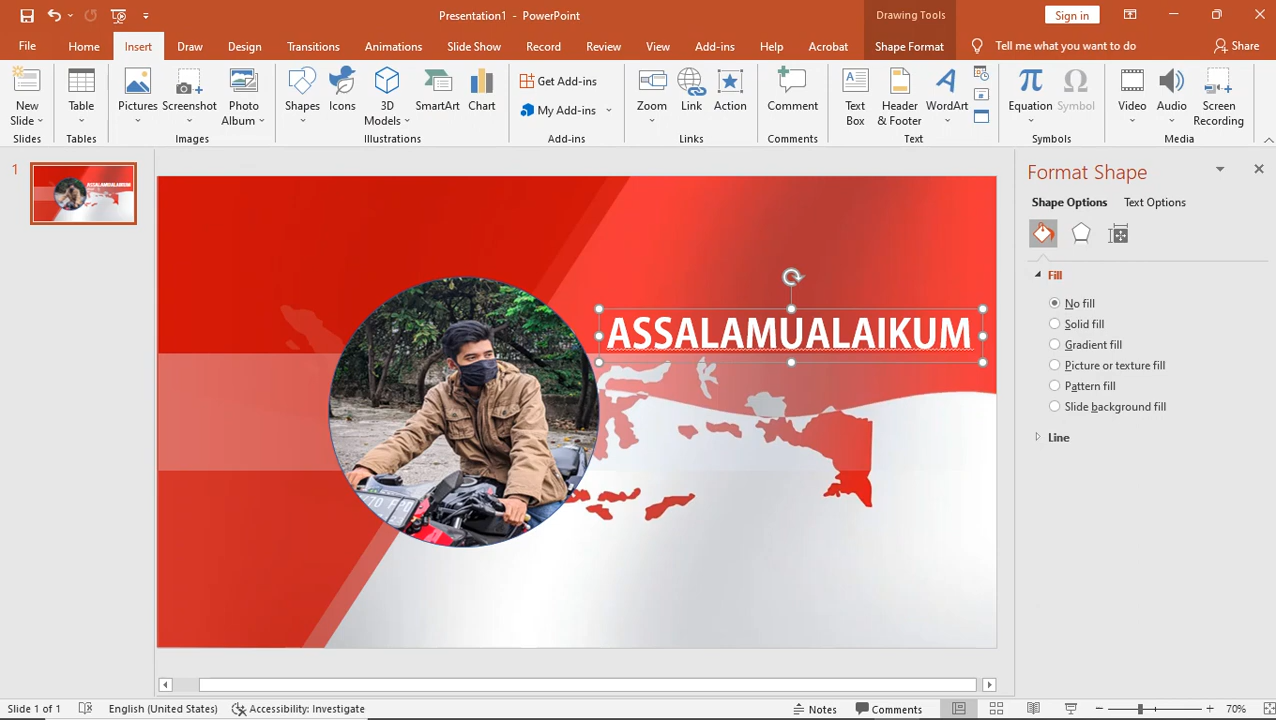 Presentation1 - PowerPoint
Drawing Tools
Sign in
File
Home
Insert
Draw
Design
Transitions
Animations
Slide Show
Record
Review
View
Add-ins
Help
Acrobat
Shape Format
Tell me what you want to do
Share
New Slide
Table
Pictures
Screenshot
Photo Album
Shapes
Icons
3D Models
SmartArt
Chart
Get Add-ins
My Add-ins
Zoom
Link
Action
Comment
Text Box
Header & Footer
WordArt
Equation
Symbol
Video
Audio
Screen Recording
Slides
Tables
Images
Illustrations
Add-ins
Links
Comments
Text
Symbols
Media
1
ASSALAMUALAIKUM
ASSALAMUALAIKUM
Format Shape
Shape Options
Text Options
Fill
No fill
Solid fill
Gradient fill
Picture or texture fill
Pattern fill
Slide background fill
Line
Slide 1 of 1
English (United States)
Accessibility: Investigate
Notes
Comments
70%